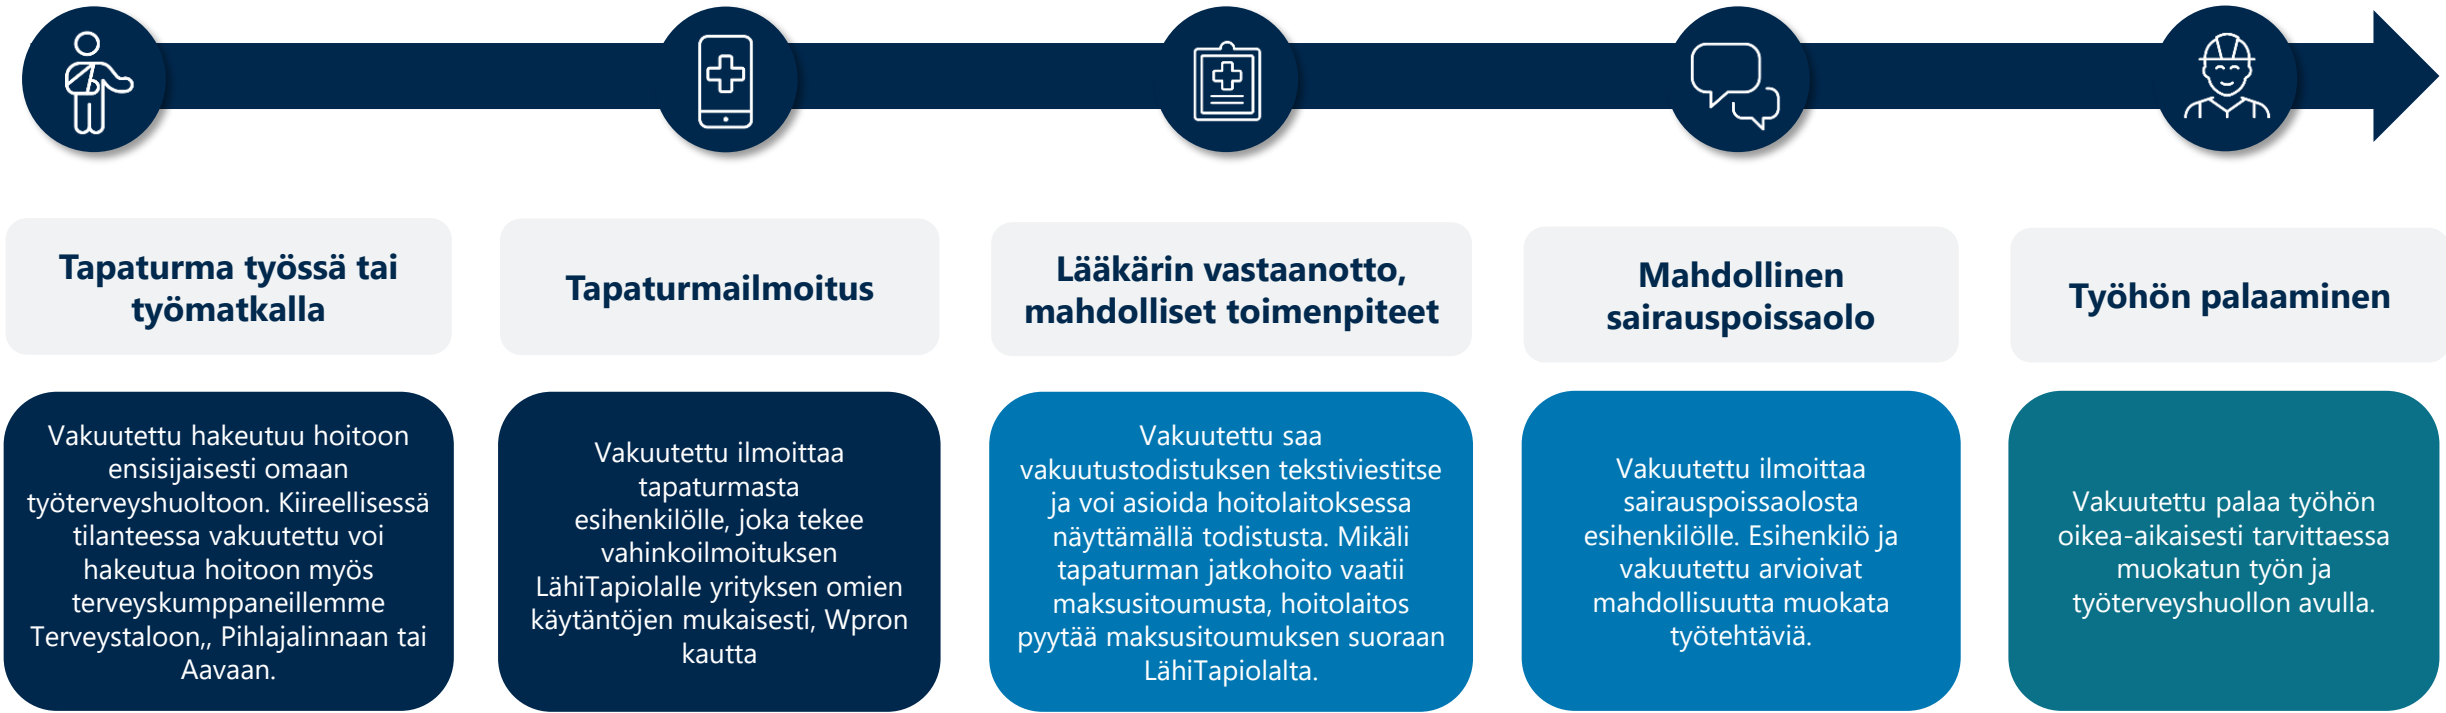 Tapaturma työssä tai
työmatkalla
Tapaturmailmoitus
Lääkärin vastaanotto,
mahdolliset toimenpiteet
Mahdollinen
sairauspoissaolo
Työhön palaaminen
Vakuutettu hakeutuu hoitoon
ensisijaisesti omaan
työterveyshuoltoon. Kiireellisessä
tilanteessa vakuutettu voi
hakeutua hoitoon myös
terveyskumppaneillemme
Terveystaloon,, Pihlajalinnaan tai
Aavaan.
Vakuutettu ilmoittaa
tapaturmasta
esihenkilölle, joka tekee
vahinkoilmoituksen
LähiTapiolalle yrityksen omien
käytäntöjen mukaisesti, Wpron
kautta
Vakuutettu saa
vakuutustodistuksen tekstiviestitse
ja voi asioida hoitolaitoksessa
näyttämällä todistusta. Mikäli
tapaturman jatkohoito vaatii
maksusitoumusta, hoitolaitos
pyytää maksusitoumuksen suoraan
LähiTapiolalta.
Vakuutettu ilmoittaa
sairauspoissaolosta
esihenkilölle. Esihenkilö ja
vakuutettu arvioivat
mahdollisuutta muokata
työtehtäviä.
Vakuutettu palaa työhön
oikea-aikaisesti tarvittaessa
muokatun työn ja
työterveyshuollon avulla.